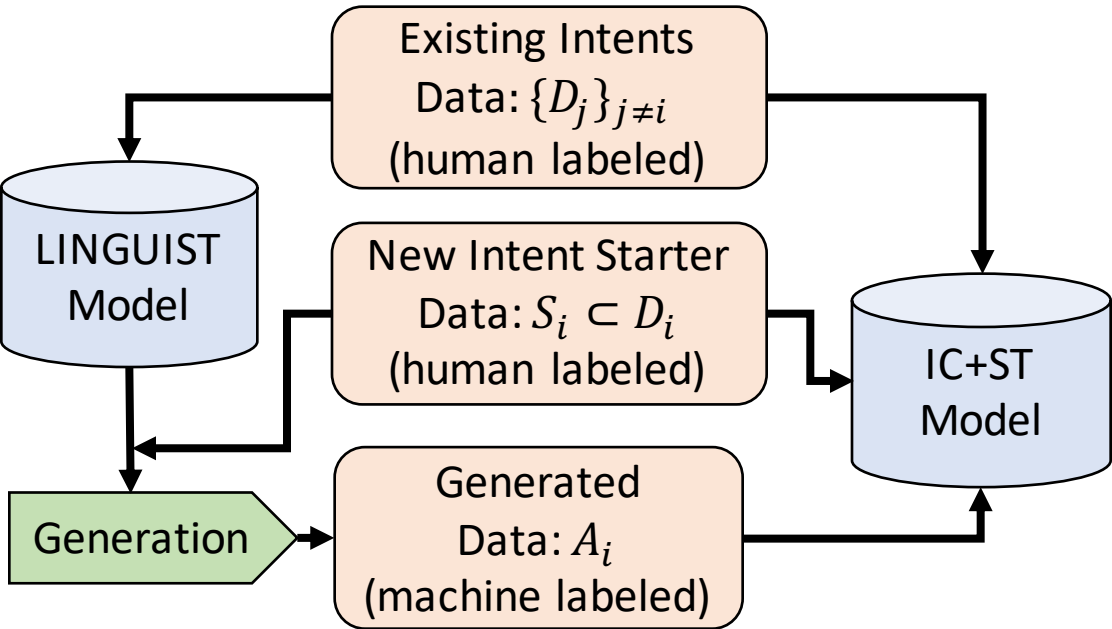 Existing Intents
Data: {D_j}_{j≠i}
(human labeled)
LINGUIST
Model
New Intent Starter
Data: S_i ⊂ D_i
(human labeled)
IC+ST
Model
Generation
Generated
Data: A_i
(machine labeled)